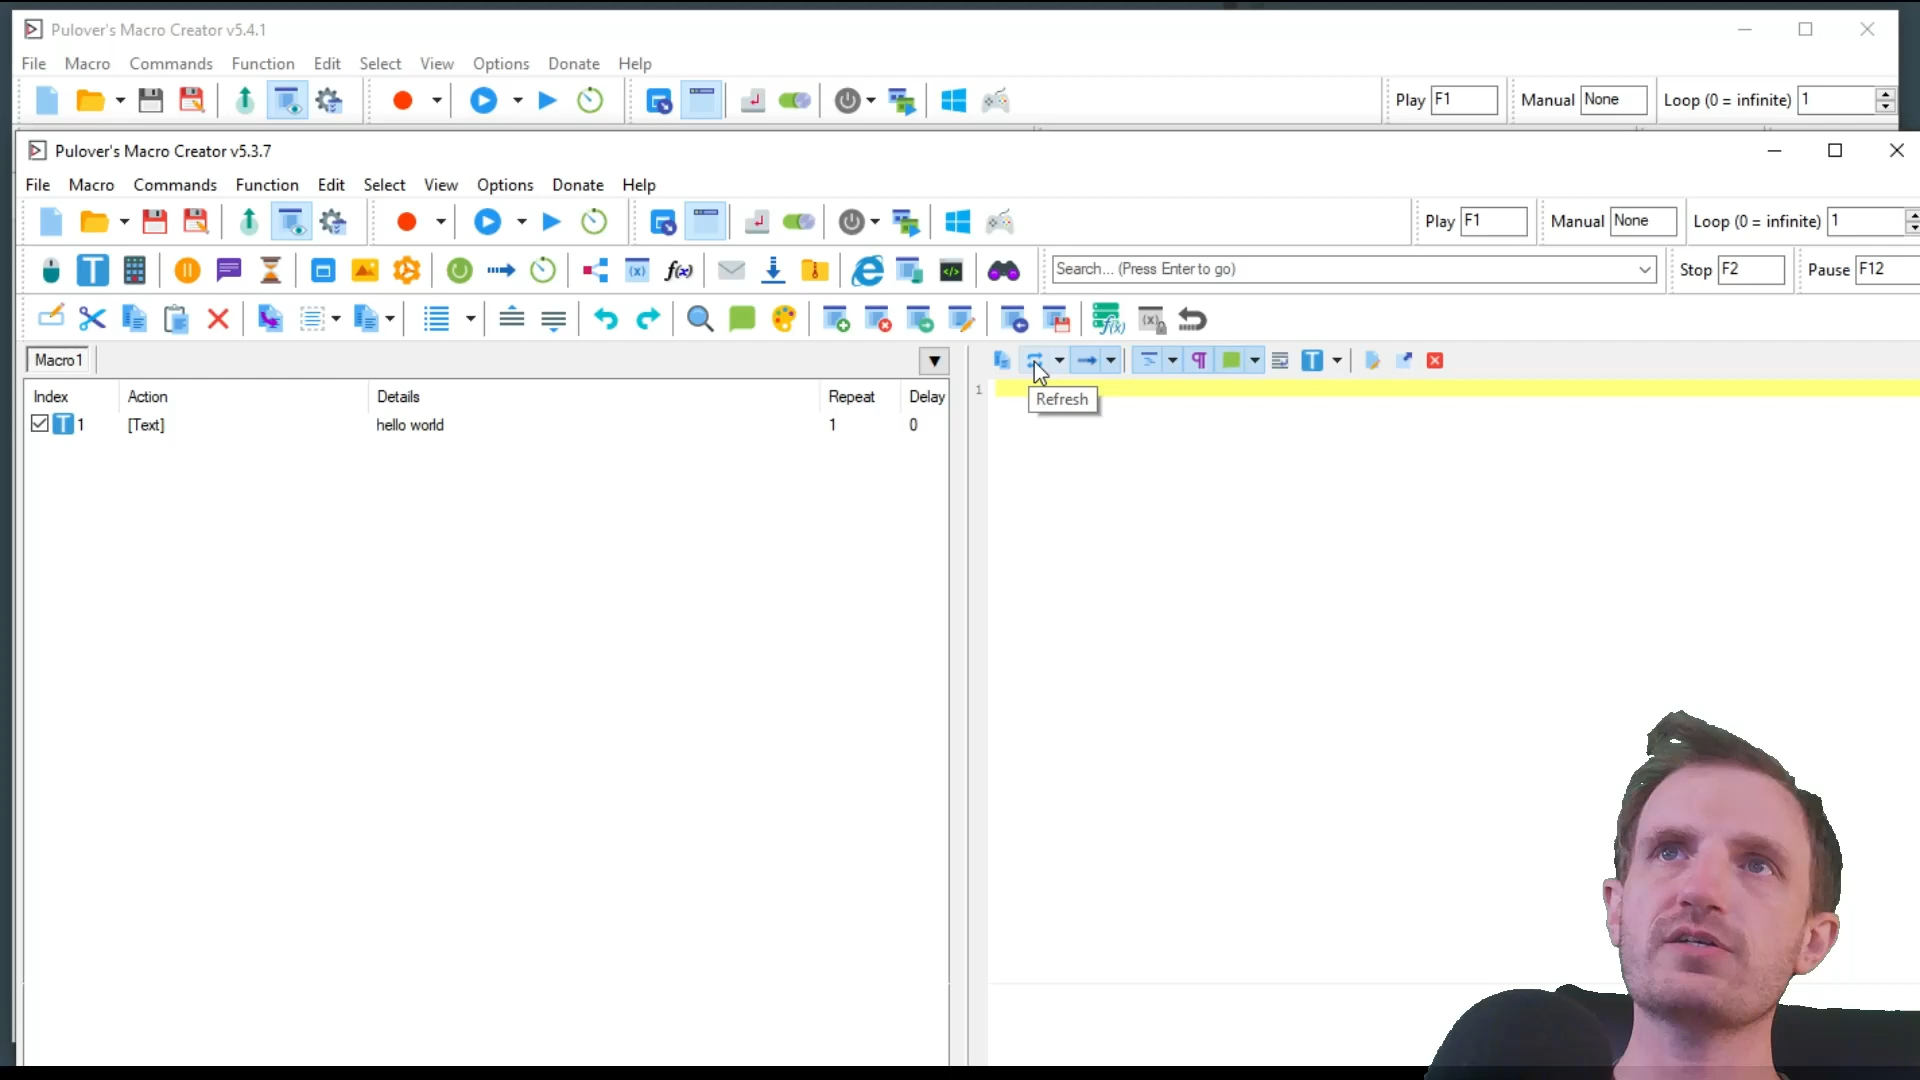 Pulover's Macro Creator v5.4.1
File Macro Commands Function Edit Select View Options Donate Help
Play F1 Manual None Loop (0 = infinite) 1
Pulover's Macro Creator v5.3.7
File Macro Commands Function Edit Select View Options Donate Help
Play F1 Manual None Loop (0 = infinite) 1
Search... (Press Enter to go) Stop F2 Pause F12
Macro1
Index Action Details Repeat Delay
1 [Text] hello world 1 0
1
Refresh